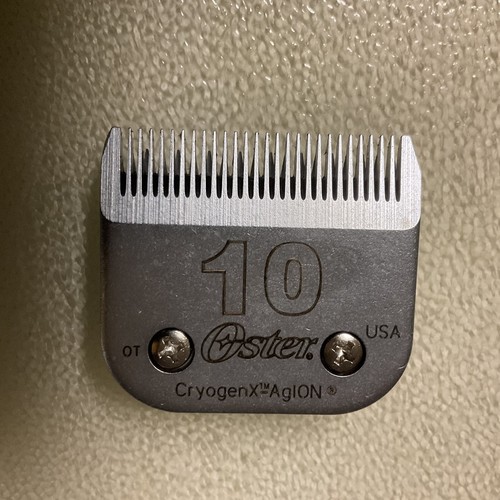 10
OT Oster. USA
CryogenX™-AgION®